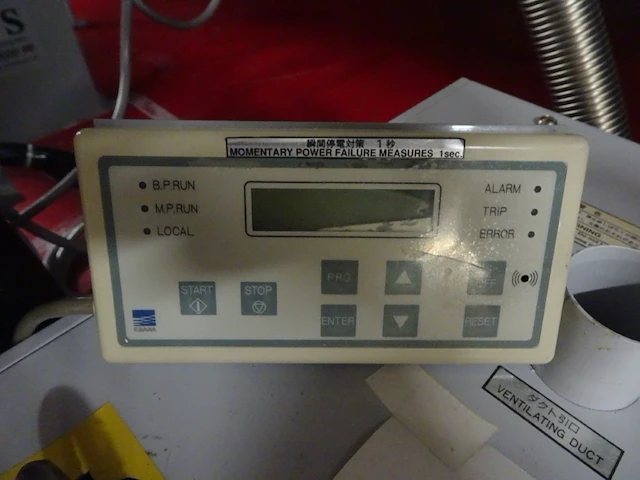 瞬間停電対策 1秒
MOMENTARY POWER FAILURE MEASURES 1sec.
B.P.RUN
M.P.RUN
LOCAL
ALARM
TRIP
ERROR
START
STOP
PRG.
ENTER
RESET
EBARA
ダクト引口
VENTILATING DUCT